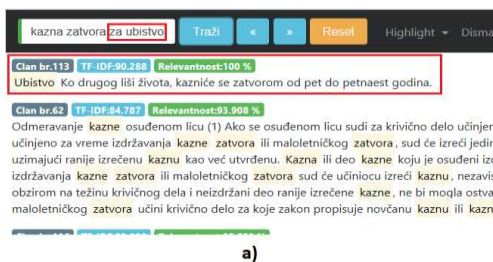 kazna zatvora za ubistvo Traži « » Reset Highlight
Clan br.113 TF-IDF:90.288 Relevantnost:100 %
Ubistvo Ko drugog liši života, kazniće se zatvorom od pet do petnaest godina.
Clan br.62 TF-IDF:84.787 Relevantnost:93.908 %
Odmeravanje kazne osuđenom licu (1) Ako se osuđenom licu sudi za krivično delo učinjen
učinjeno za vreme izdržavanja kazne zatvora ili maloletničkog zatvora, sud će izreći jedin
uzimajući ranije izrečenu kaznu kao već utvrđenu. Kazna ili deo kazne koju je osuđeni izd
izdržavanja kazne zatvora ili maloletničkog zatvora sud će učiniocu izreći kaznu, nezavis
obzirom na težinu krivičnog dela i neizdržani deo ranije izrečene kazne, ne bi mogla ostva
maloletničkog zatvora učini krivično delo za koje zakon propisuje novčanu kaznu ili kazn
a)